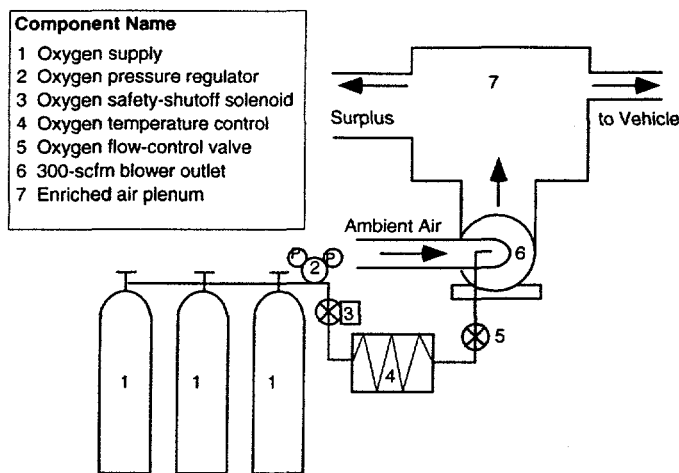 Component Name
1 Oxygen supply
2 Oxygen pressure regulator
3 Oxygen safety-shutoff solenoid
4 Oxygen temperature control
5 Oxygen flow-control valve
6 300-scfm blower outlet
7 Enriched air plenum
7
Surplus
to Vehicle
Ambient Air
6
P P
2
3
5
4
1 1 1